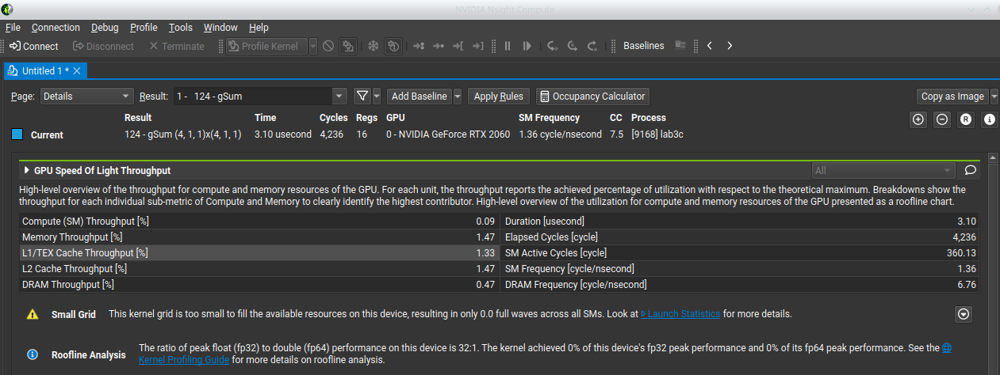 NVIDIA Nsight Compute
File Connection Debug Profile Tools Window Help
Connect Disconnect Terminate Profile Kernel Baselines
Untitled 1 *
Page: Details Result: 1 - 124 - gSum Add Baseline Apply Rules Occupancy Calculator Copy as Image
Result Time Cycles Regs GPU SM Frequency CC Process
Current 124 - gSum (4, 1, 1)x(4, 1, 1) 3.10 usecond 4,236 16 0 - NVIDIA GeForce RTX 2060 1.36 cycle/nsecond 7.5 [9168] lab3c
GPU Speed Of Light Throughput All
High-level overview of the throughput for compute and memory resources of the GPU. For each unit, the throughput reports the achieved percentage of utilization with respect to the theoretical maximum. Breakdowns show the
throughput for each individual sub-metric of Compute and Memory to clearly identify the highest contributor. High-level overview of the utilization for compute and memory resources of the GPU presented as a roofline chart.
Compute (SM) Throughput [%] 0.09 Duration [usecond] 3.10
Memory Throughput [%] 1.47 Elapsed Cycles [cycle] 4,236
L1/TEX Cache Throughput [%] 1.33 SM Active Cycles [cycle] 360.13
L2 Cache Throughput [%] 1.47 SM Frequency [cycle/nsecond] 1.36
DRAM Throughput [%] 0.47 DRAM Frequency [cycle/nsecond] 6.76
Small Grid This kernel grid is too small to fill the available resources on this device, resulting in only 0.0 full waves across all SMs. Look at Launch Statistics for more details.
Roofline Analysis The ratio of peak float (fp32) to double (fp64) performance on this device is 32:1. The kernel achieved 0% of this device's fp32 peak performance and 0% of its fp64 peak performance. See the
Kernel Profiling Guide for more details on roofline analysis.